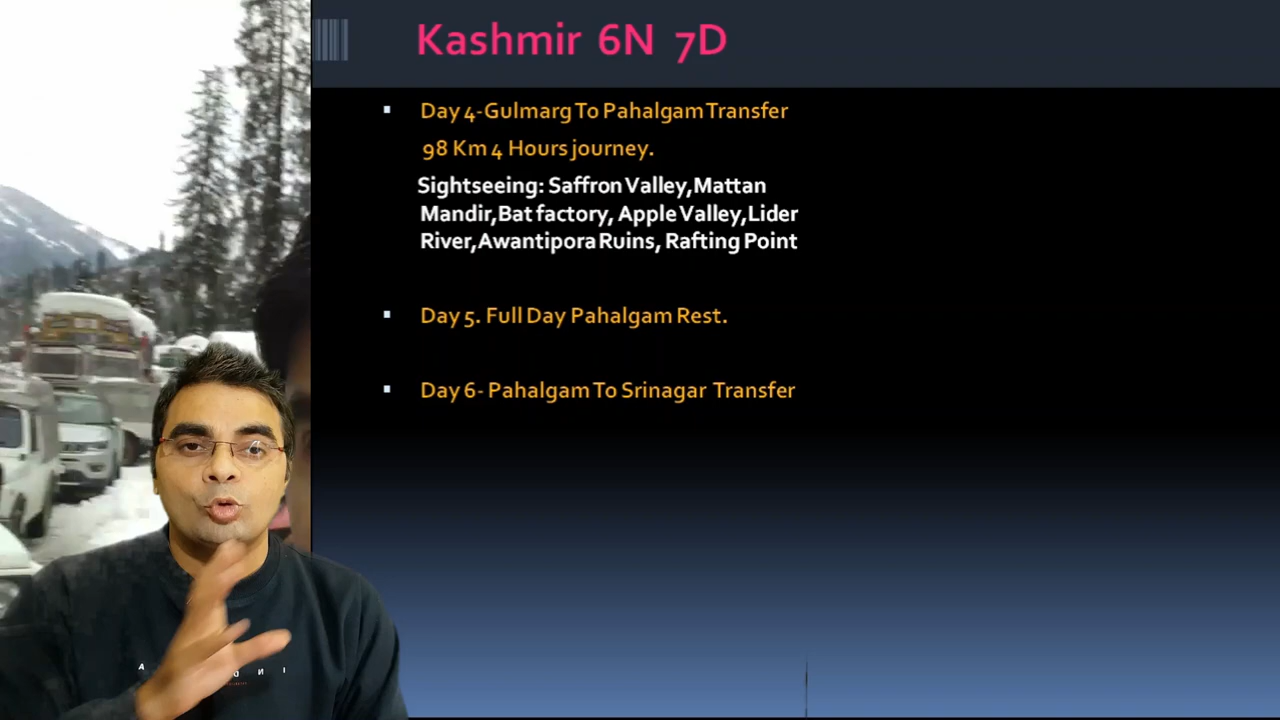 Kashmir 6N 7D
Day 4-Gulmarg To Pahalgam Transfer
98 Km 4 Hours journey.
Sightseeing: Saffron Valley,Mattan
Mandir,Bat factory, Apple Valley,Lider
River,Awantipora Ruins, Rafting Point
Day 5. Full Day Pahalgam Rest.
Day 6- Pahalgam To Srinagar Transfer